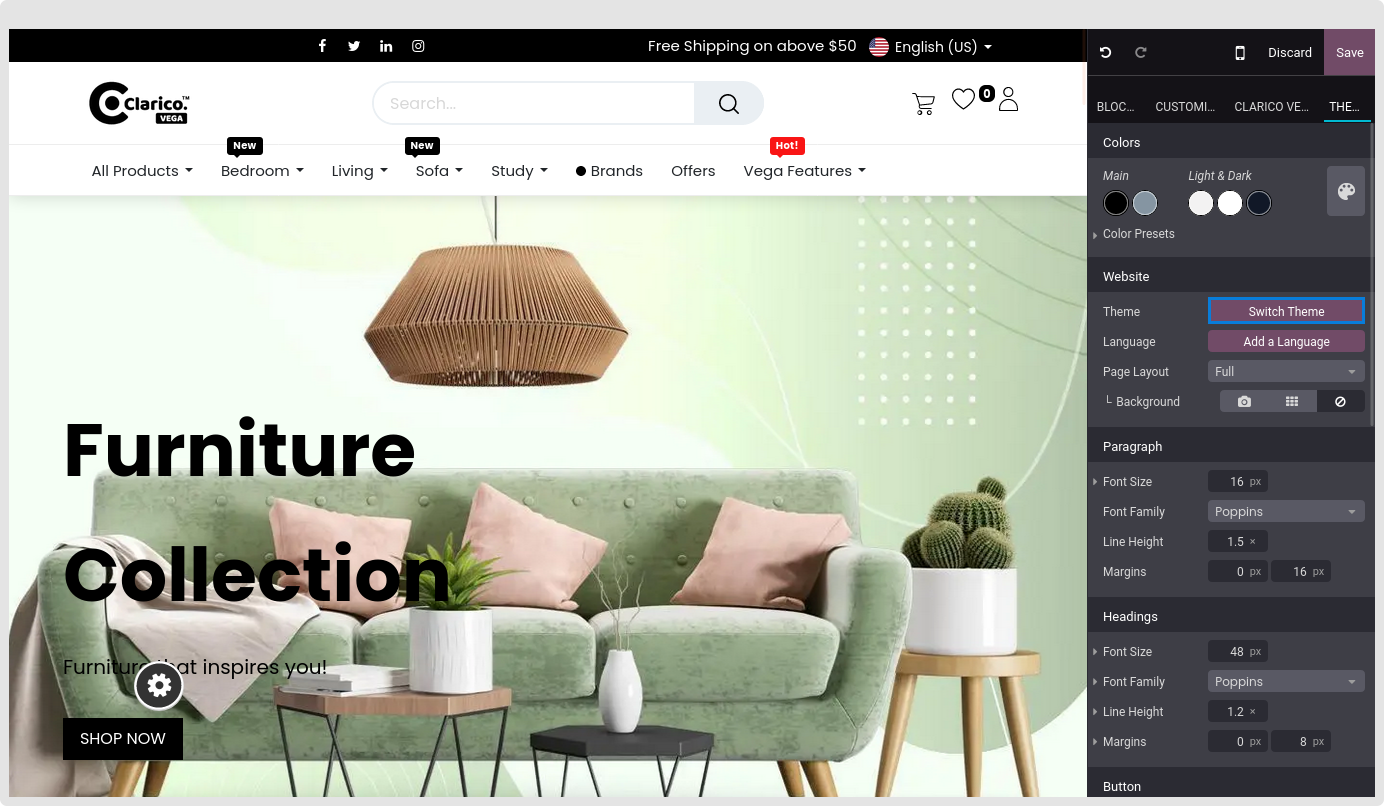 Free Shipping on above $50 English (US)
Discard Save
Clarico.™
VEGA
Search...
0
BLOC... CUSTOMI... CLARICO VE... THE...
New New Hot!
All Products Bedroom Living Sofa Study Brands Offers Vega Features
Furniture
Collection
Furniture that inspires you!
SHOP NOW
Colors
Main Light & Dark
Color Presets
Website
Theme Switch Theme
Language Add a Language
Page Layout Full
└ Background
Paragraph
Font Size 16 px
Font Family Poppins
Line Height 1.5 ×
Margins 0 px 16 px
Headings
Font Size 48 px
Font Family Poppins
Line Height 1.2 ×
Margins 0 px 8 px
Button